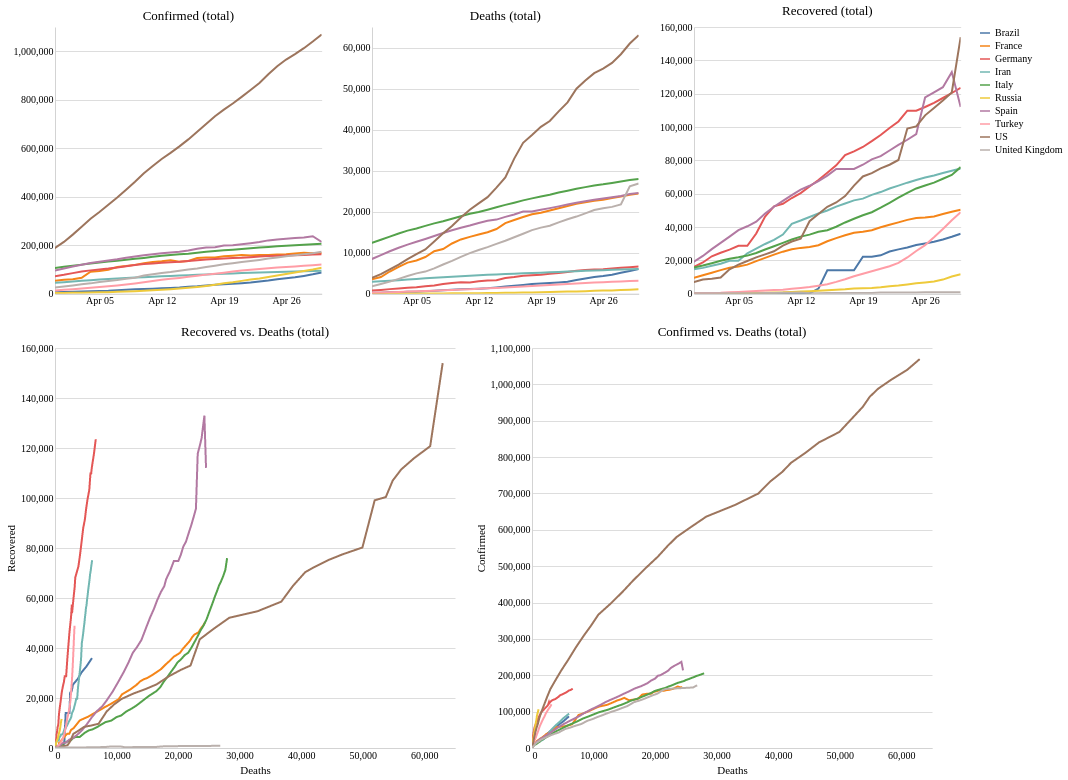 Confirmed (total)
1,000,000
800,000
600,000
400,000
200,000
0
Apr 05
Apr 12
Apr 19
Apr 26
Deaths (total)
60,000
50,000
40,000
30,000
20,000
10,000
0
Apr 05
Apr 12
Apr 19
Apr 26
Recovered (total)
160,000
140,000
120,000
100,000
80,000
60,000
40,000
20,000
0
Apr 05
Apr 12
Apr 19
Apr 26
Brazil
France
Germany
Iran
Italy
Russia
Spain
Turkey
US
United Kingdom
Recovered vs. Deaths (total)
Recovered
160,000
140,000
120,000
100,000
80,000
60,000
40,000
20,000
0
0
10,000
20,000
30,000
40,000
50,000
60,000
Deaths
Confirmed vs. Deaths (total)
Confirmed
1,100,000
1,000,000
900,000
800,000
700,000
600,000
500,000
400,000
300,000
200,000
100,000
0
0
10,000
20,000
30,000
40,000
50,000
60,000
Deaths